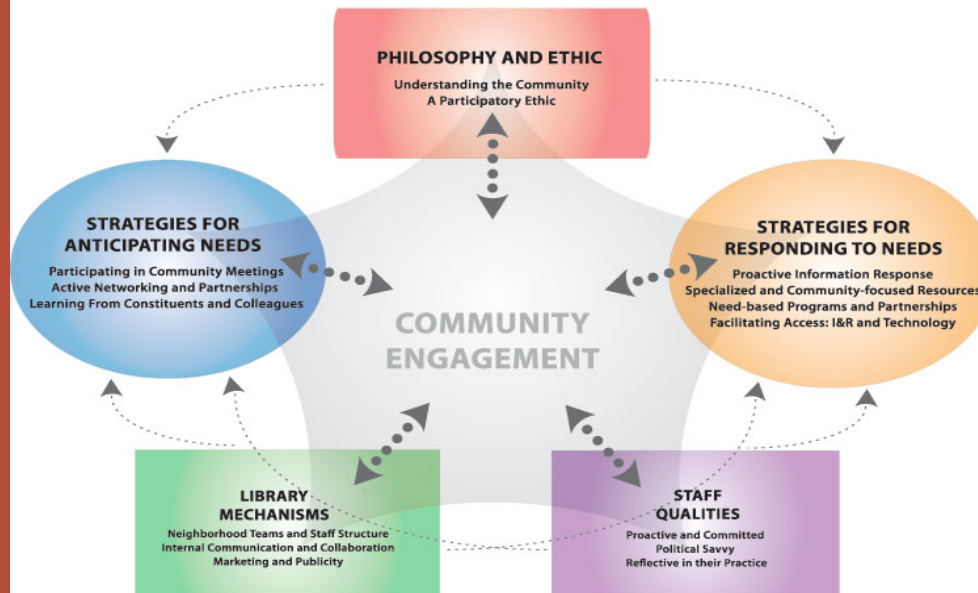 PHILOSOPHY AND ETHIC
Understanding the Community
A Participatory Ethic
STRATEGIES FOR
ANTICIPATING NEEDS
Participating in Community Meetings
Active Networking and Partnerships
Learning From Constituents and Colleagues
STRATEGIES FOR
RESPONDING TO NEEDS
Proactive Information Response
Specialized and Community-focused Resources
Need-based Programs and Partnerships
Facilitating Access: I&R and Technology
COMMUNITY
ENGAGEMENT
LIBRARY
MECHANISMS
Neighborhood Teams and Staff Structure
Internal Communication and Collaboration
Marketing and Publicity
STAFF
QUALITIES
Proactive and Committed
Political Savvy
Reflective in their Practice